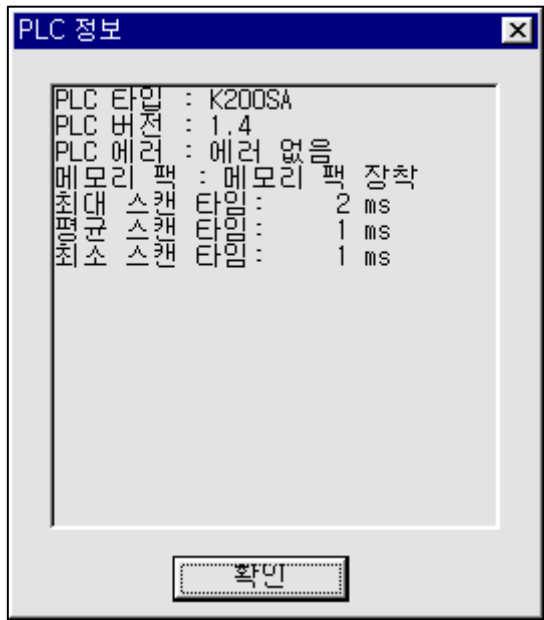 PLC 정보
PLC 타입 : K200SA
PLC 버전 : 1.4
PLC 에러 : 에러 없음
메모리 팩 : 메모리 팩 장착
최대 스캔 타임: 2 ms
평균 스캔 타임: 1 ms
최소 스캔 타임: 1 ms
확인